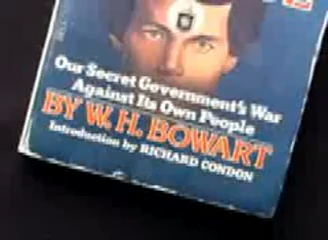 Our Secret Government's War
Against Its Own People
BY W. H. BOWART
Introduction by RICHARD CONDON